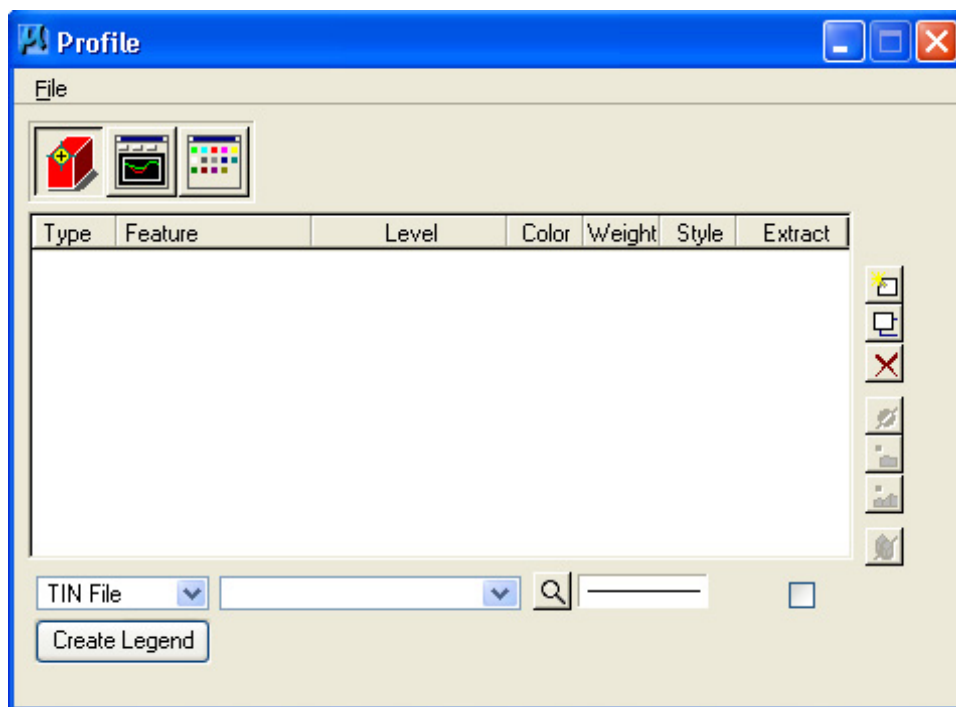 Profile
File
Type Feature Level Color Weight Style Extract
TIN File
Create Legend